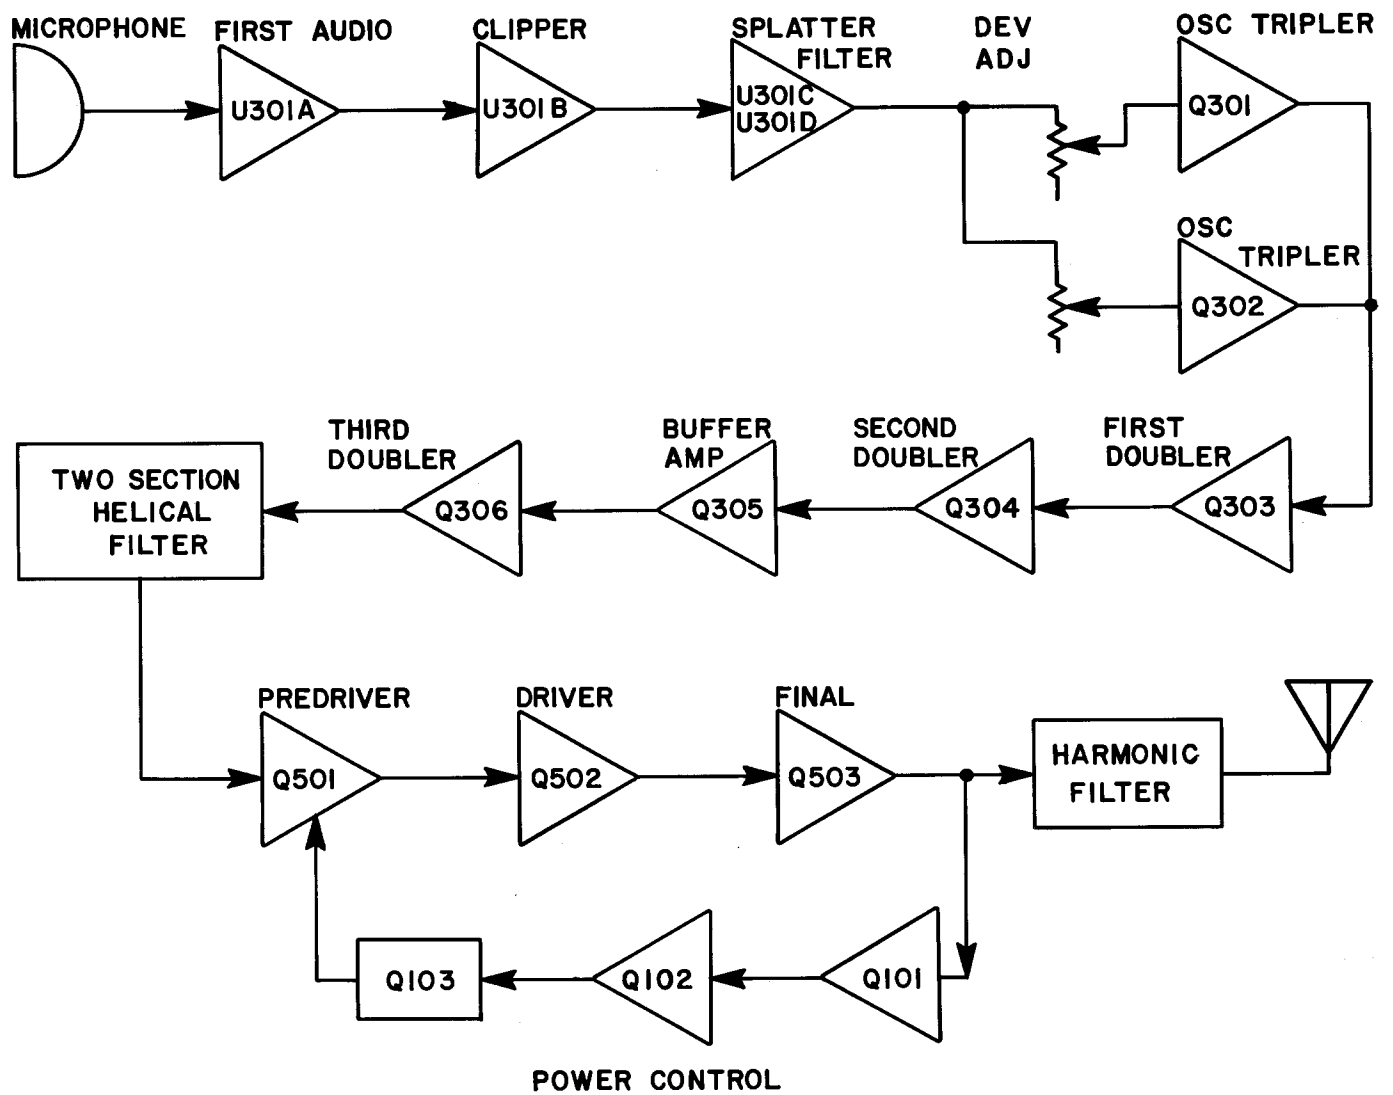 MICROPHONE
FIRST AUDIO
CLIPPER
SPLATTER
FILTER
DEV
ADJ
OSC TRIPLER
U301A
U301B
U301C
U301D
Q301
OSC
TRIPLER
Q302
THIRD
DOUBLER
BUFFER
AMP
SECOND
DOUBLER
FIRST
DOUBLER
TWO SECTION
HELICAL
FILTER
Q306
Q305
Q304
Q303
PREDRIVER
DRIVER
FINAL
Q501
Q502
Q503
HARMONIC
FILTER
Q103
Q102
Q101
POWER CONTROL